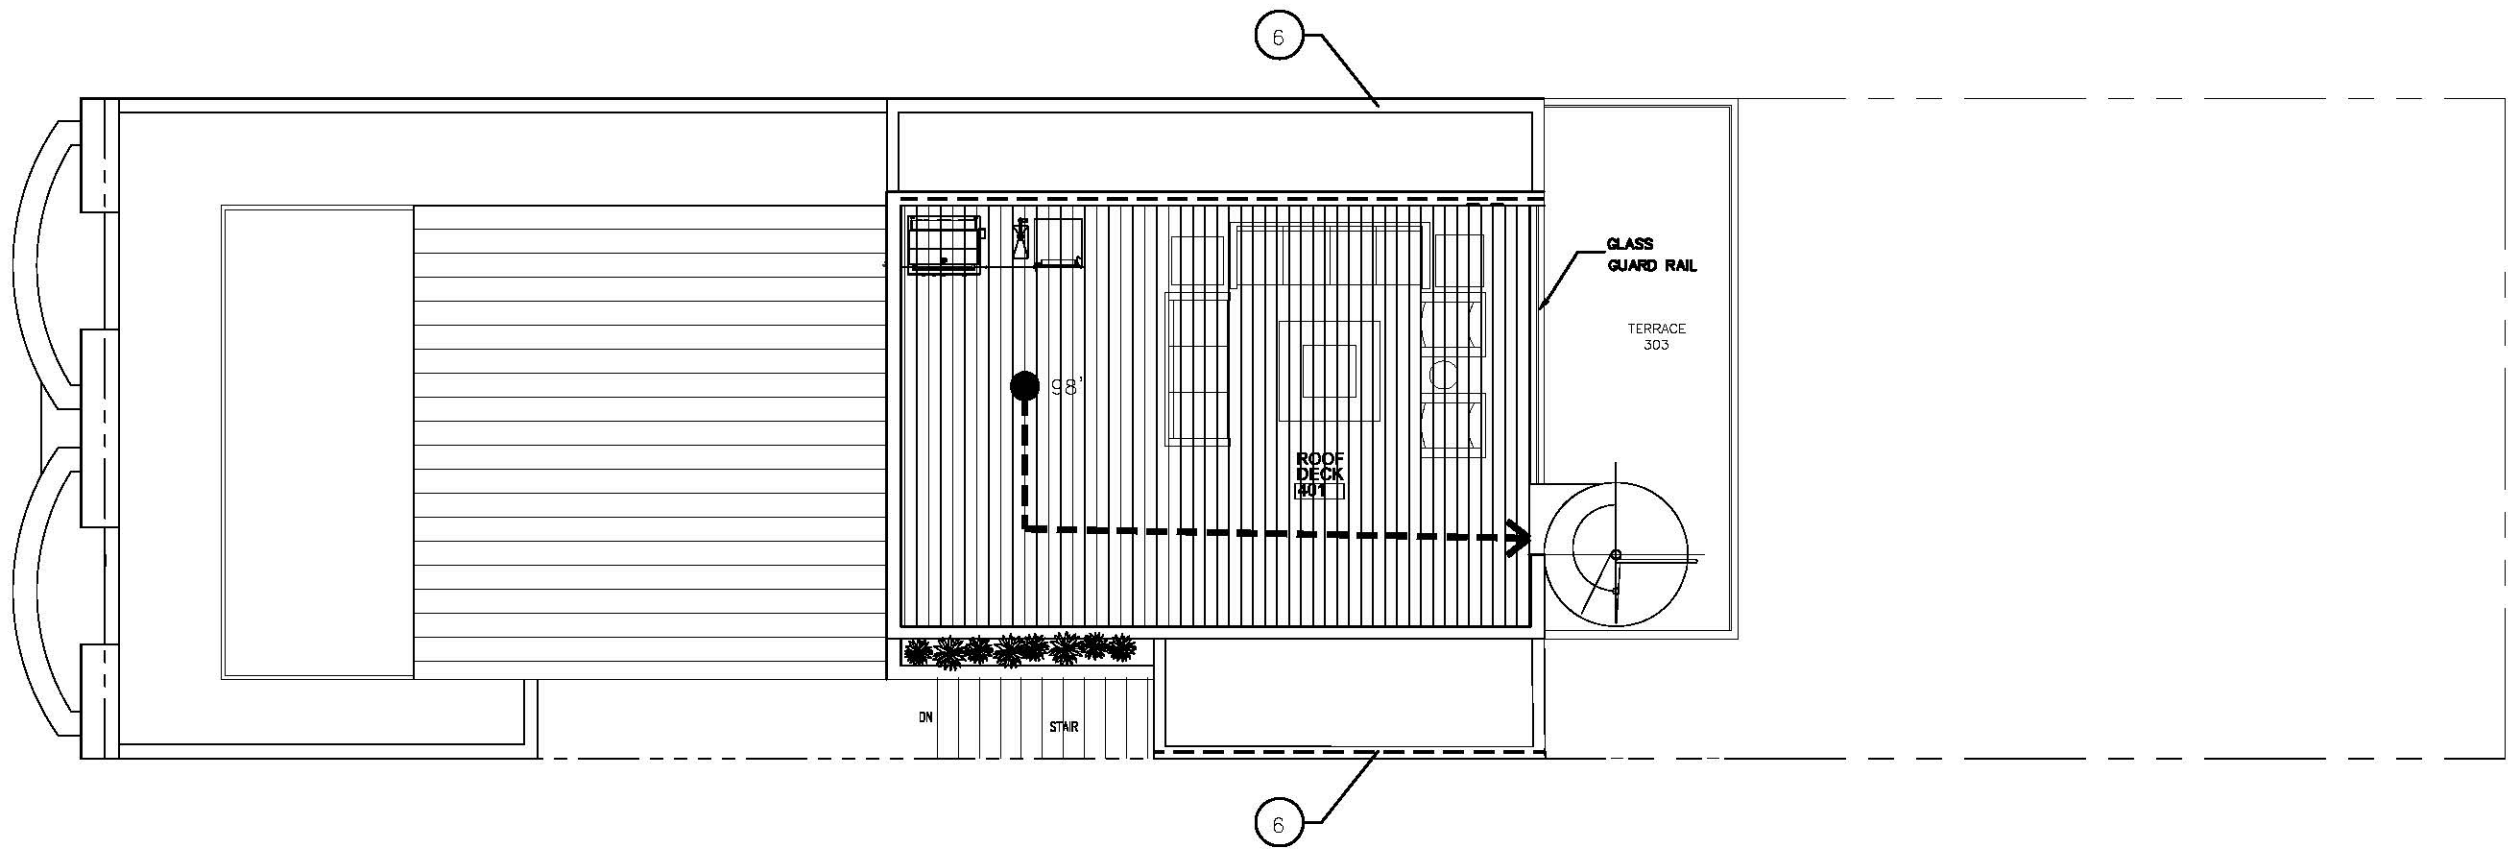 6
GLASS
GUARD RAIL
TERRACE
303
98'
ROOF
DECK
401
DN
STAIR
6